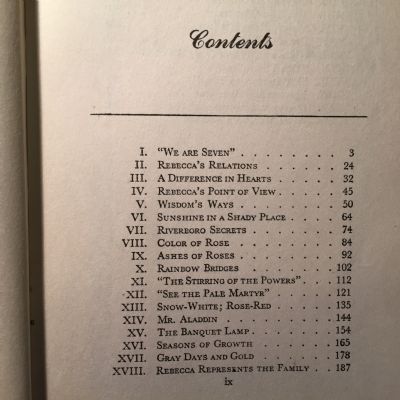 Contents
I. "We are Seven" . . . . . . . . 3
II. Rebecca's Relations . . . . . . 24
III. A Difference in Hearts . . . . . 32
IV. Rebecca's Point of View . . . . 45
V. Wisdom's Ways . . . . . . . 50
VI. Sunshine in a Shady Place . . . . 64
VII. Riverboro Secrets . . . . . . 74
VIII. Color of Rose . . . . . . . 84
IX. Ashes of Roses . . . . . . . 92
X. Rainbow Bridges . . . . . . . 102
XI. "The Stirring of the Powers" . . . 112
XII. "See the Pale Martyr" . . . . . 121
XIII. Snow-White; Rose-Red . . . . . 135
XIV. Mr. Aladdin . . . . . . . . 144
XV. The Banquet Lamp . . . . . . 154
XVI. Seasons of Growth . . . . . . 165
XVII. Gray Days and Gold . . . . . 178
XVIII. Rebecca Represents the Family . . 187
ix